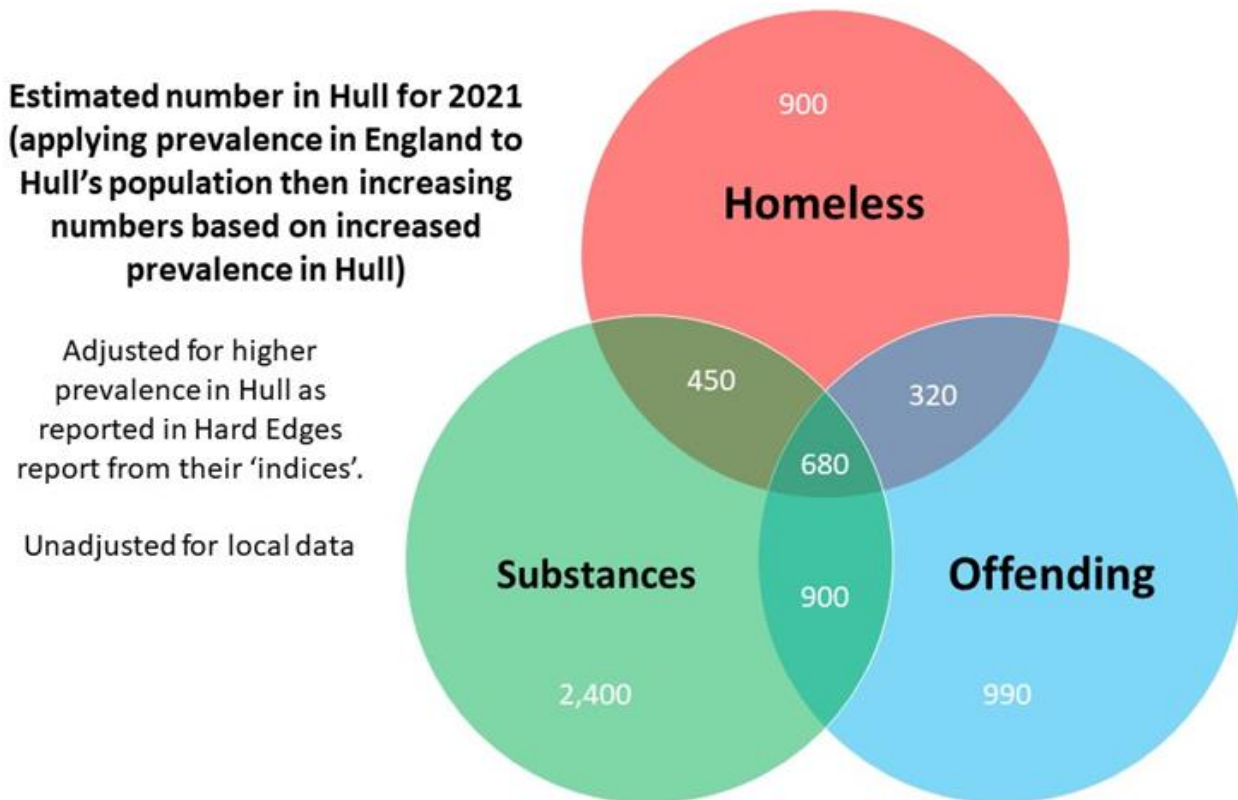 Estimated number in Hull for 2021
(applying prevalence in England to
Hull's population then increasing
numbers based on increased
prevalence in Hull)
Adjusted for higher
prevalence in Hull as
reported in Hard Edges
report from their 'indices'.
Unadjusted for local data
900
Homeless
450
320
680
Substances
Offending
900
2,400
990